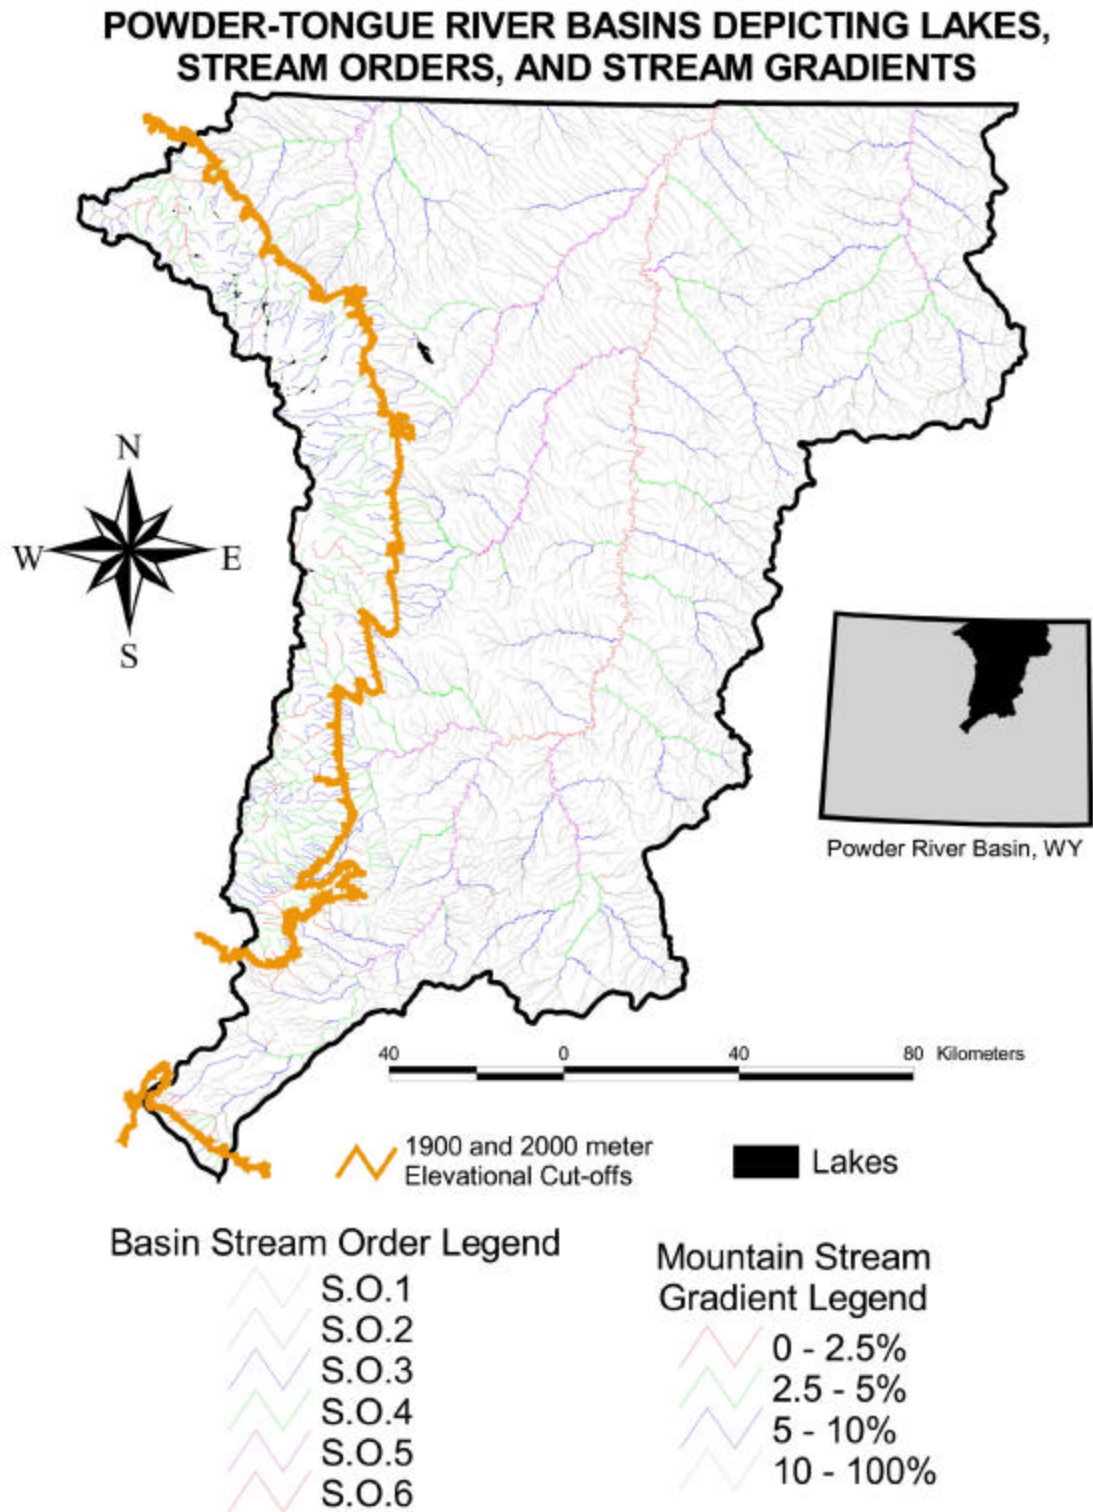 POWDER-TONGUE RIVER BASINS DEPICTING LAKES,
STREAM ORDERS, AND STREAM GRADIENTS
N
W
E
S
Powder River Basin, WY
40 0 40 80 Kilometers
1900 and 2000 meter
Elevational Cut-offs
Lakes
Basin Stream Order Legend
S.O.1
S.O.2
S.O.3
S.O.4
S.O.5
S.O.6
Mountain Stream
Gradient Legend
0 - 2.5%
2.5 - 5%
5 - 10%
10 - 100%